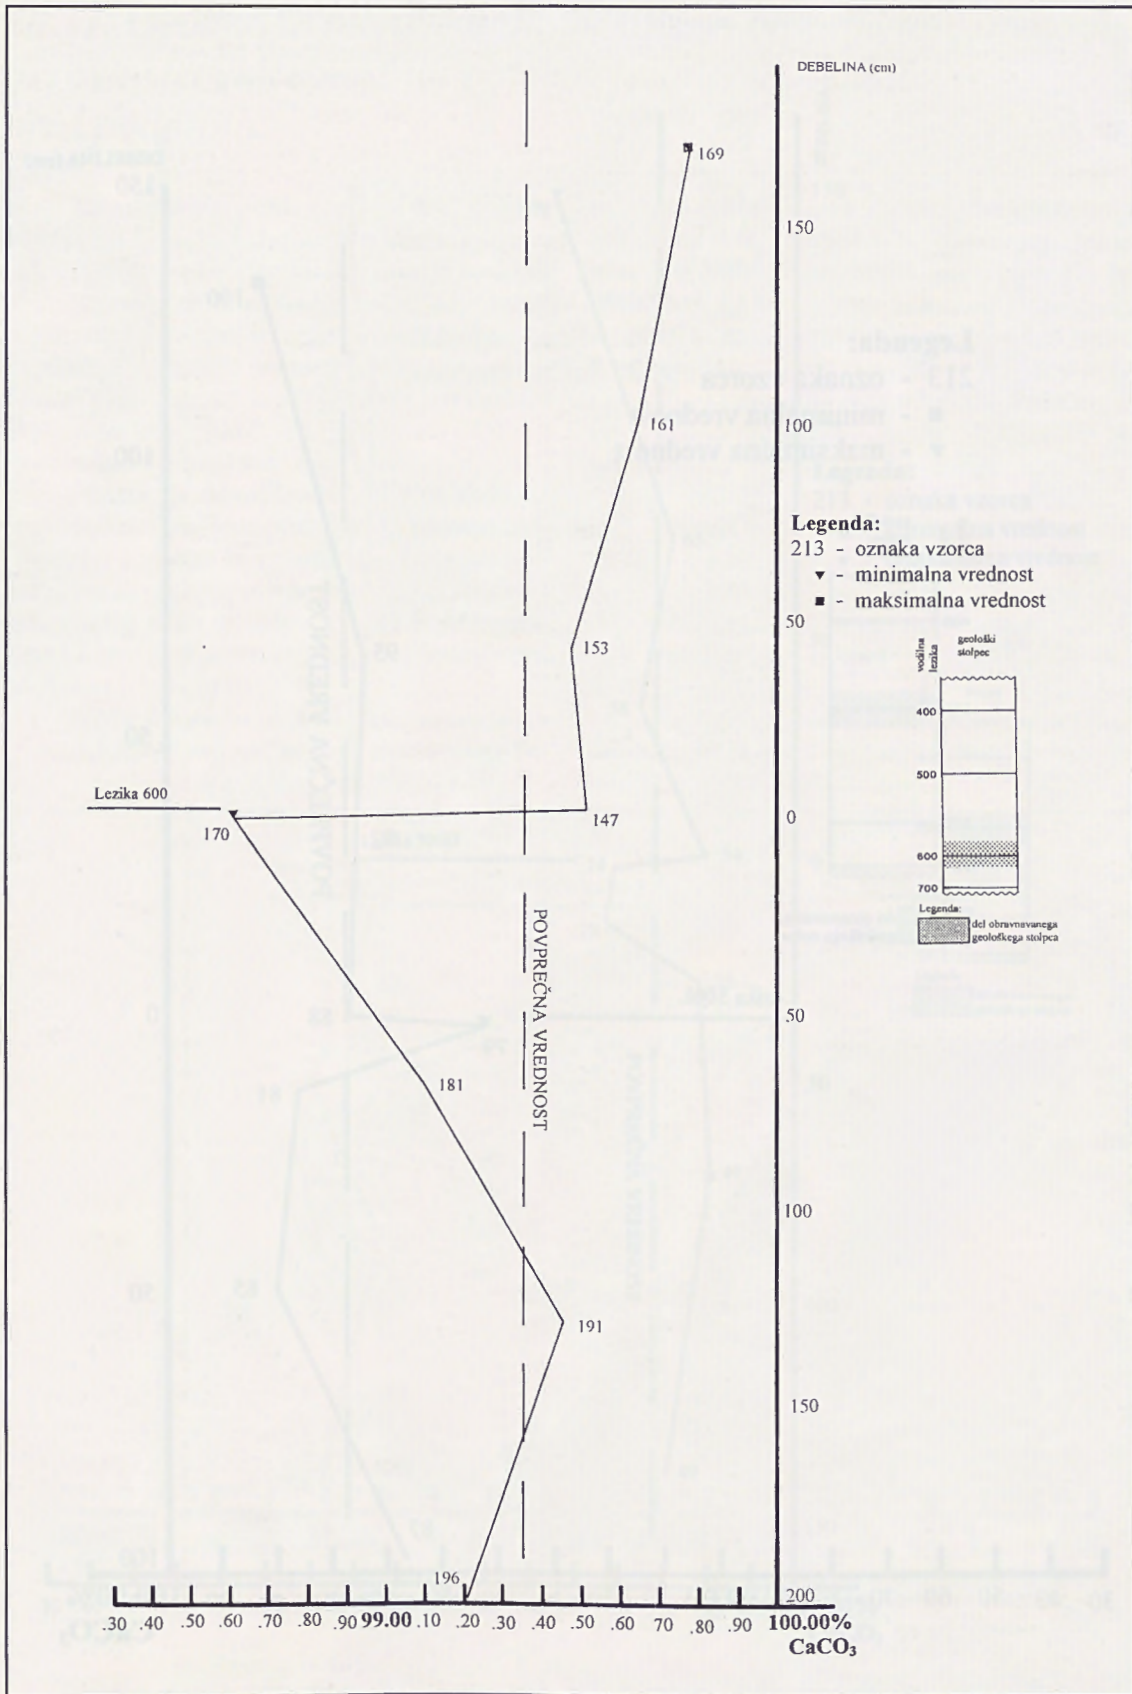 DEBELINA (cm)
169
150
161
100
Legenda:
213 - oznaka vzorca
▼ - minimalna vrednost
■ - maksimalna vrednost
50
153
vodilna
lezika
geološki
stolpec
400
500
600
700
Legenda:
del obravnavanega
geološkega stolpca
Lezika 600
170
147
0
POVPREČNA VREDNOST
50
181
100
191
150
196
200
.30 .40 .50 .60 .70 .80 .90 99.00 .10 .20 .30 .40 .50 .60 .70 .80 .90 100.00%
CaCO₃